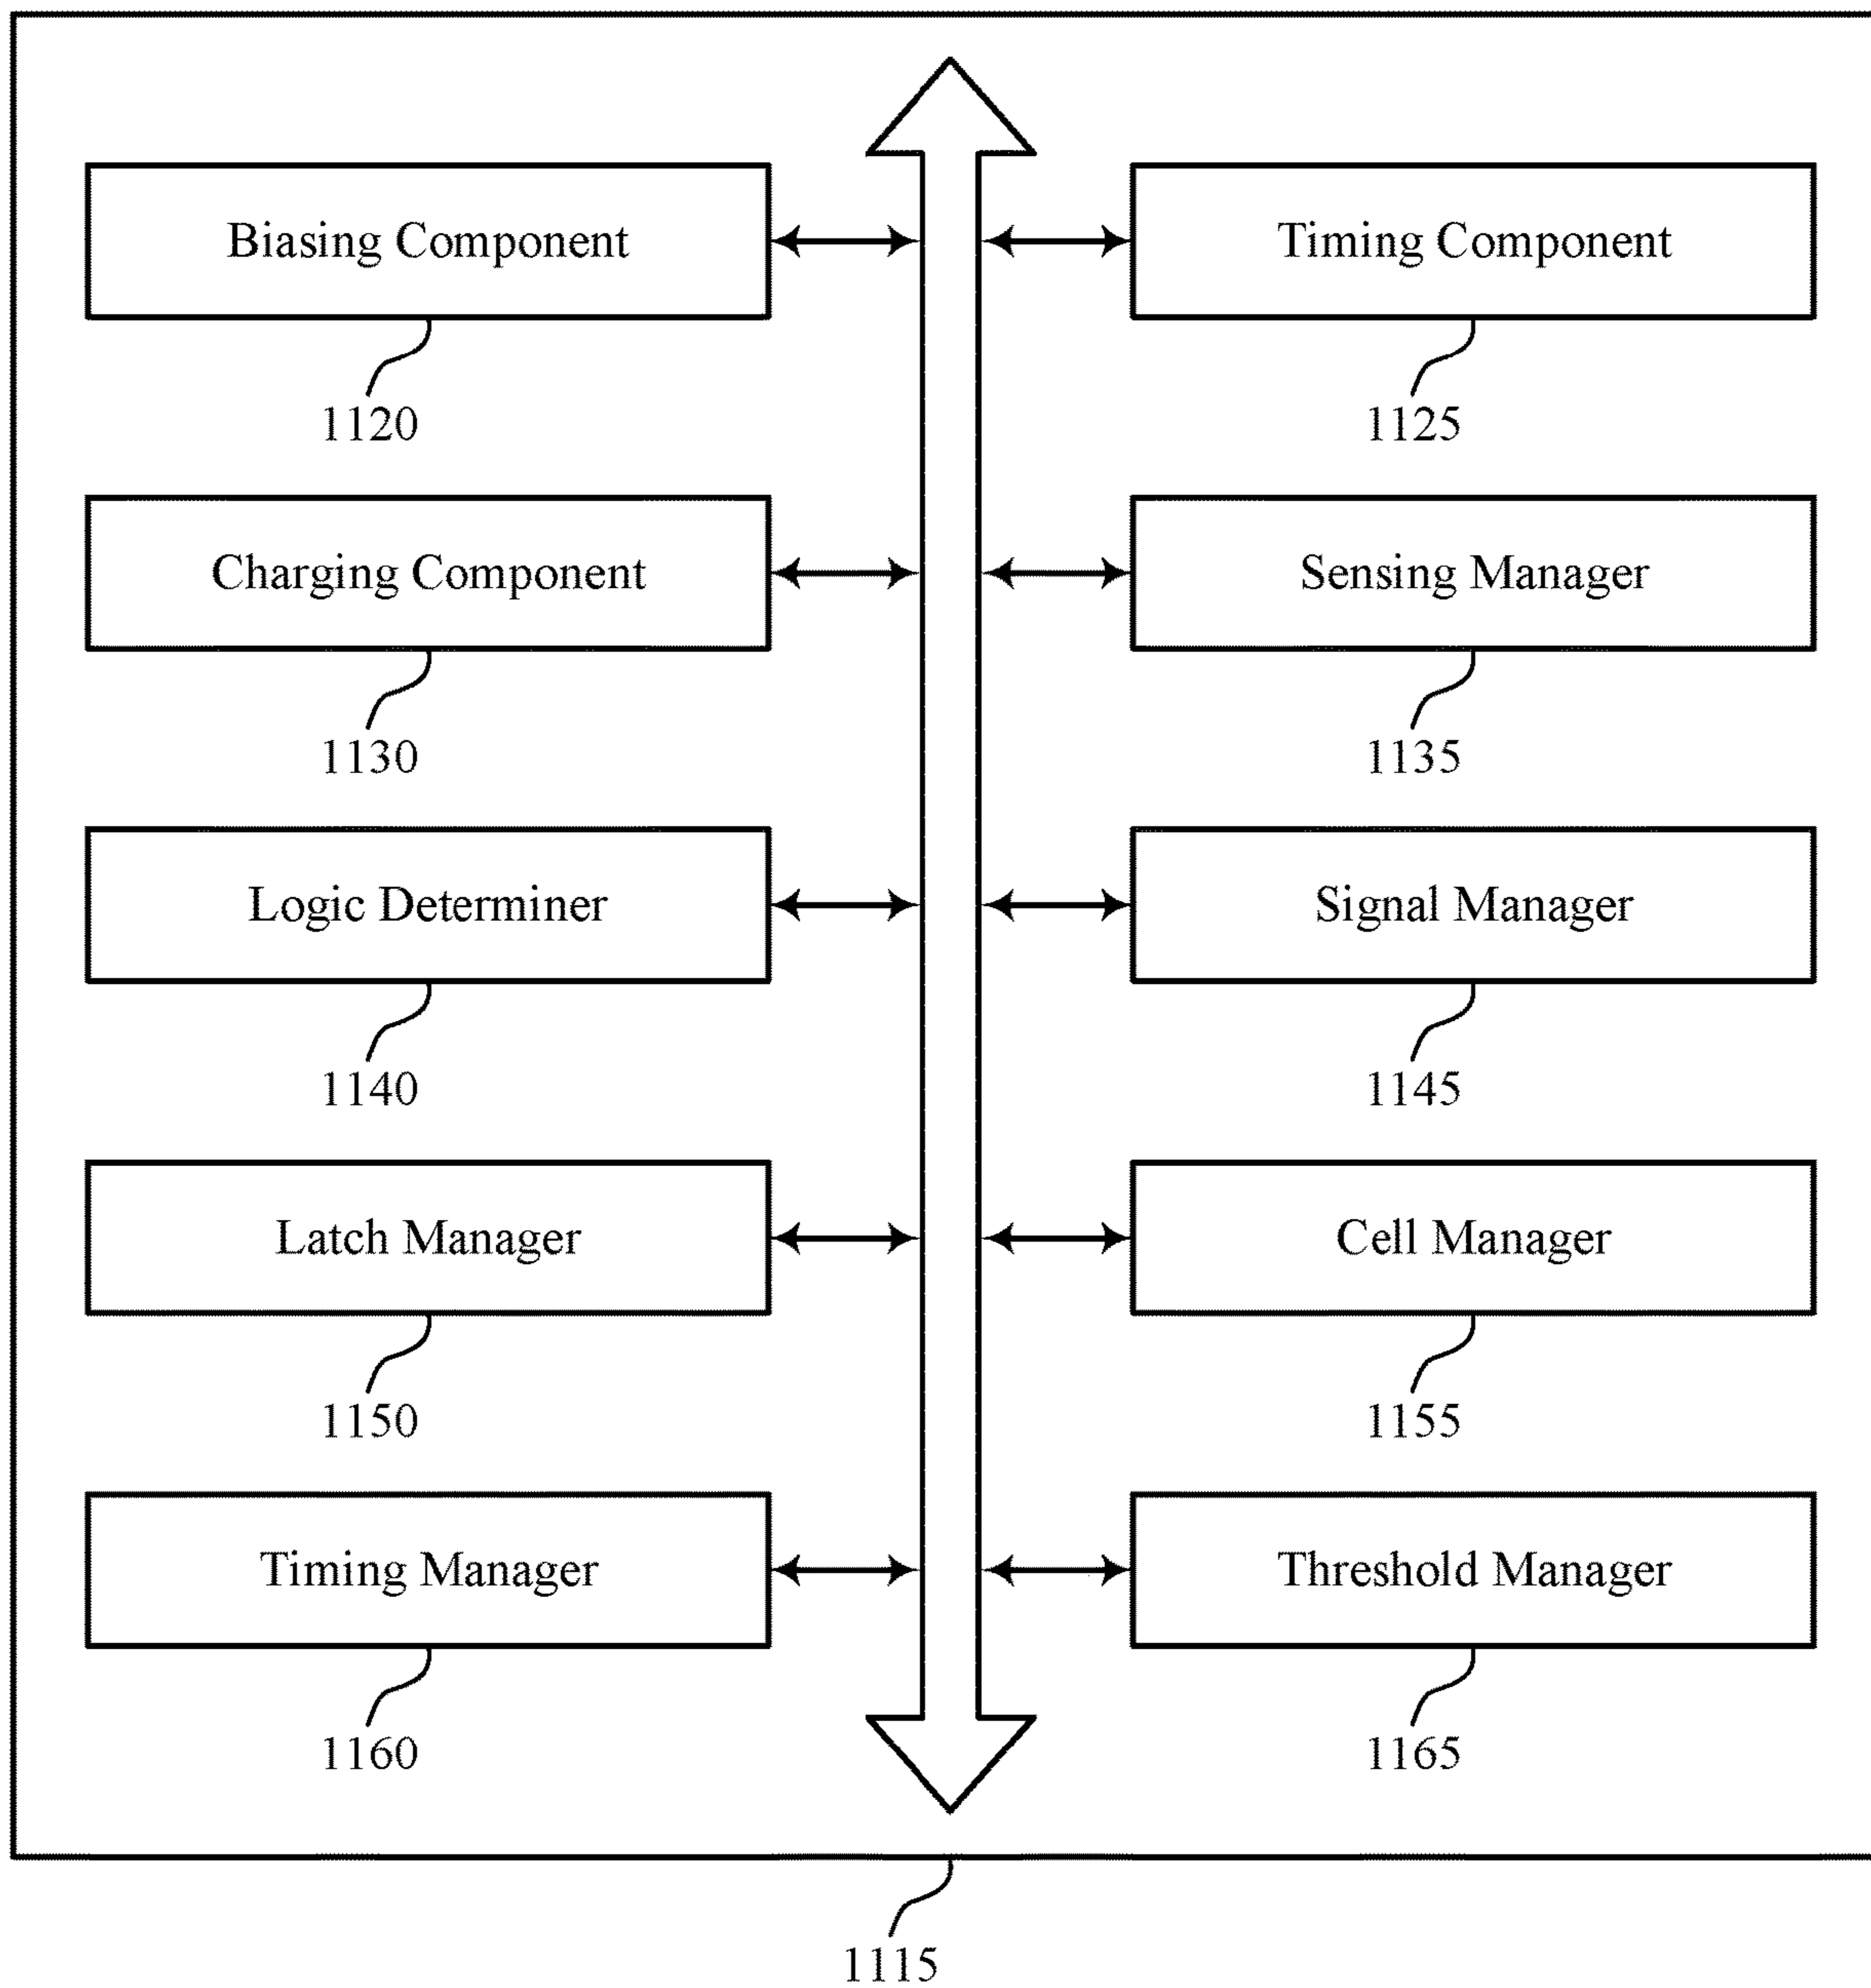 Biasing Component
Timing Component
1120
1125
Charging Component
Sensing Manager
1130
1135
Logic Determiner
Signal Manager
1140
1145
Latch Manager
Cell Manager
1150
1155
Timing Manager
Threshold Manager
1160
1165
1115